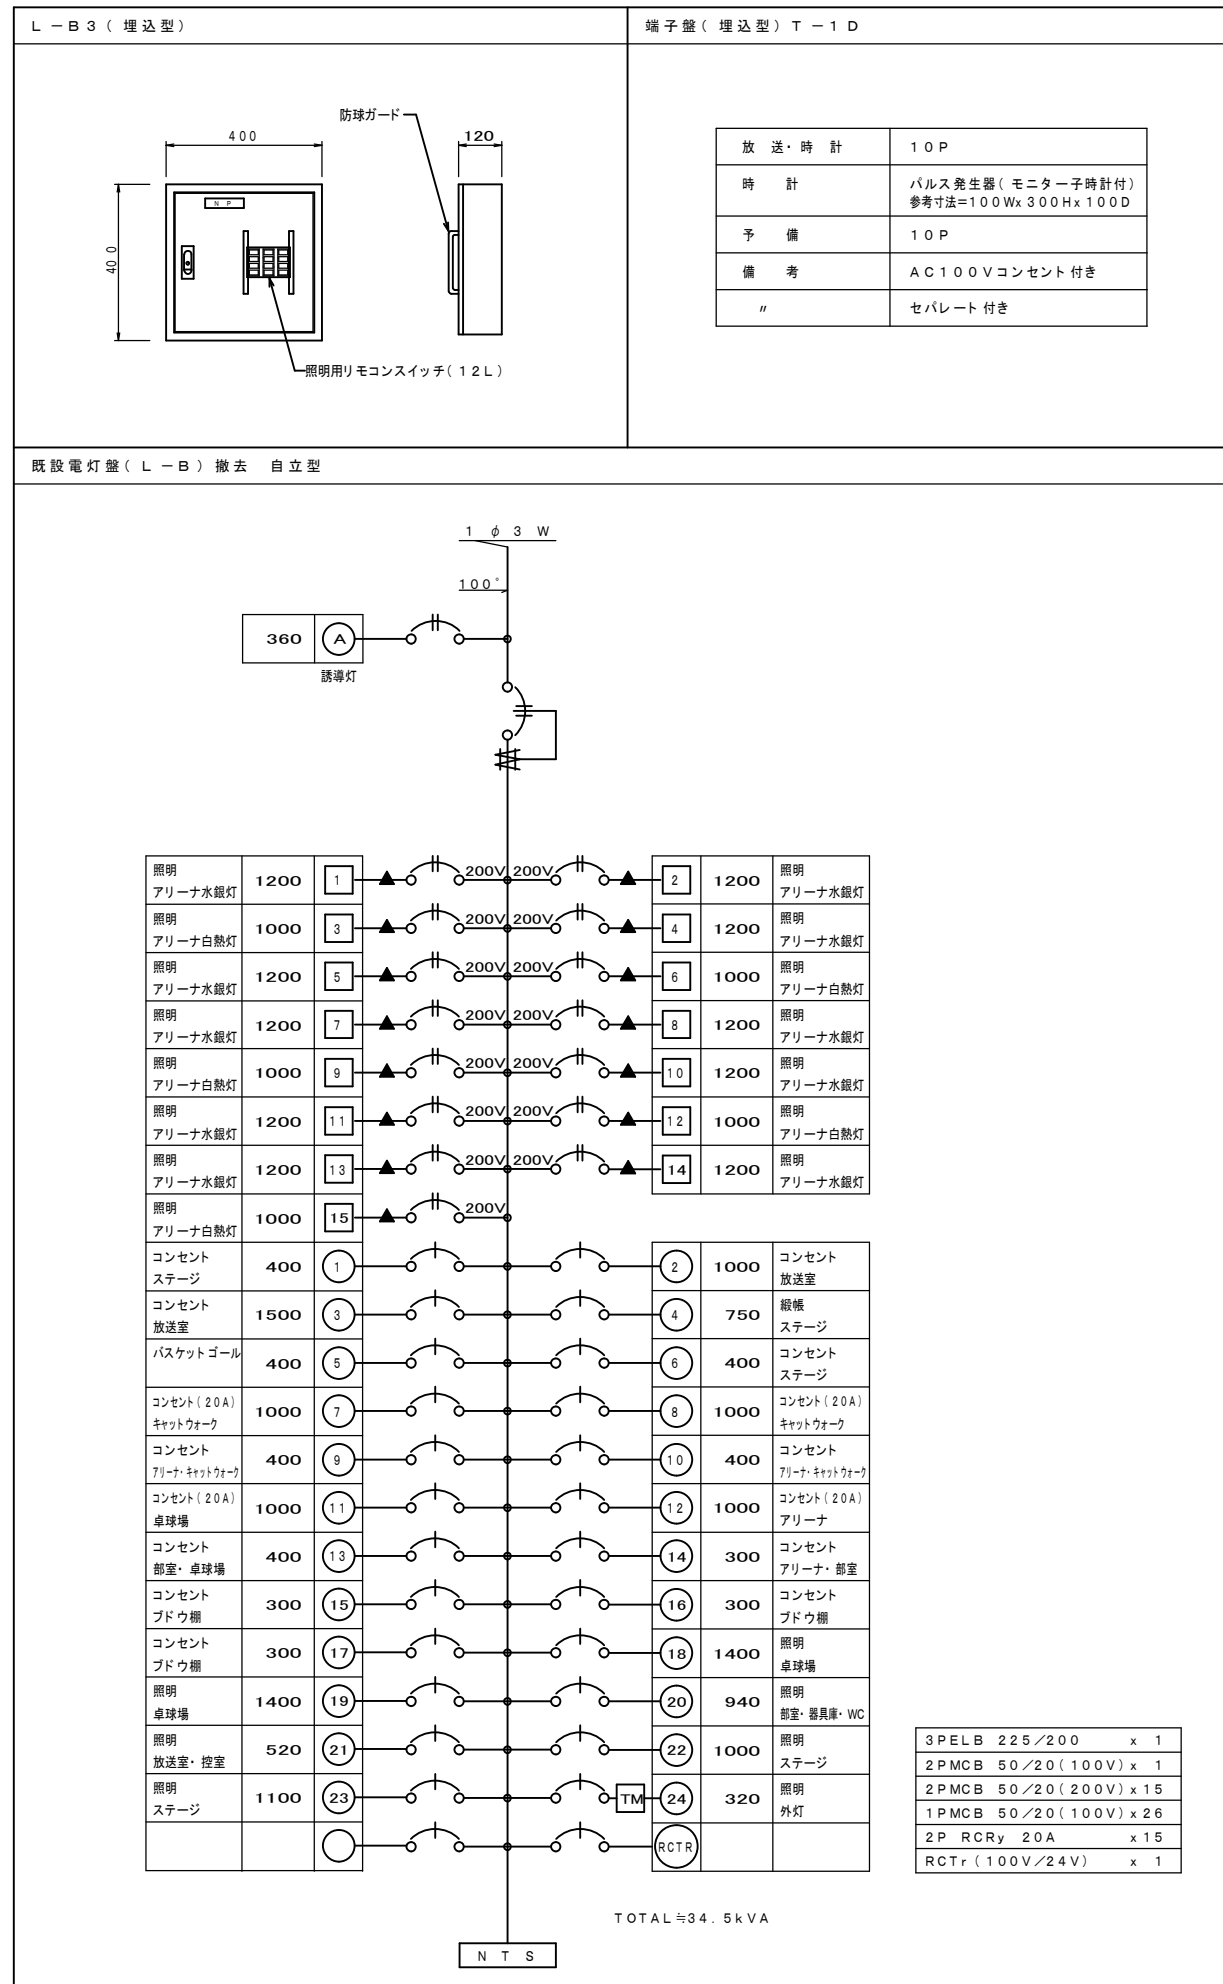 L－B3(埋込型)
端子盤(埋込型)T－1D
防球ガード
400
120
400
NP
照明用リモコンスイッチ(12L)
放送・時計 10P
時計 パルス発生器(モニター子時計付)
参考寸法=100Wx300Hx100D
予備 10P
備考 AC100Vコンセント付き
〃 セパレート付き
既設電灯盤(L－B)撤去 自立型
1φ3W
100°
360 A
誘導灯
照明
アリーナ水銀灯 1200 1 200V 200V 2 1200 照明
アリーナ水銀灯
照明
アリーナ白熱灯 1000 3 200V 200V 4 1200 照明
アリーナ水銀灯
照明
アリーナ水銀灯 1200 5 200V 200V 6 1000 照明
アリーナ白熱灯
照明
アリーナ水銀灯 1200 7 200V 200V 8 1200 照明
アリーナ水銀灯
照明
アリーナ白熱灯 1000 9 200V 200V 10 1200 照明
アリーナ水銀灯
照明
アリーナ水銀灯 1200 11 200V 200V 12 1000 照明
アリーナ白熱灯
照明
アリーナ水銀灯 1200 13 200V 200V 14 1200 照明
アリーナ水銀灯
照明
アリーナ白熱灯 1000 15 200V
コンセント
ステージ 400 1 2 1000 コンセント
放送室
コンセント
放送室 1500 3 4 750 緞帳
ステージ
バスケットゴール 400 5 6 400 コンセント
ステージ
コンセント(20A)
キャットウォーク 1000 7 8 1000 コンセント(20A)
キャットウォーク
コンセント
アリーナ・キャットウォーク 400 9 10 400 コンセント
アリーナ・キャットウォーク
コンセント(20A)
卓球場 1000 11 12 1000 コンセント(20A)
アリーナ
コンセント
部室・卓球場 400 13 14 300 コンセント
アリーナ・部室
コンセント
ブドウ棚 300 15 16 300 コンセント
ブドウ棚
コンセント
ブドウ棚 300 17 18 1400 照明
卓球場
照明
卓球場 1400 19 20 940 照明
部室・器具庫・WC
照明
放送室・控室 520 21 22 1000 照明
ステージ
照明
ステージ 1100 23 TM 24 320 照明
外灯
RCTR
3PELB 225／200 x 1
2PMCB 50／20(100V)x 1
2PMCB 50／20(200V)x15
1PMCB 50／20(100V)x26
2P RCRy 20A x15
RCTr(100V／24V) x 1
TOTAL≒34.5kVA
NTS